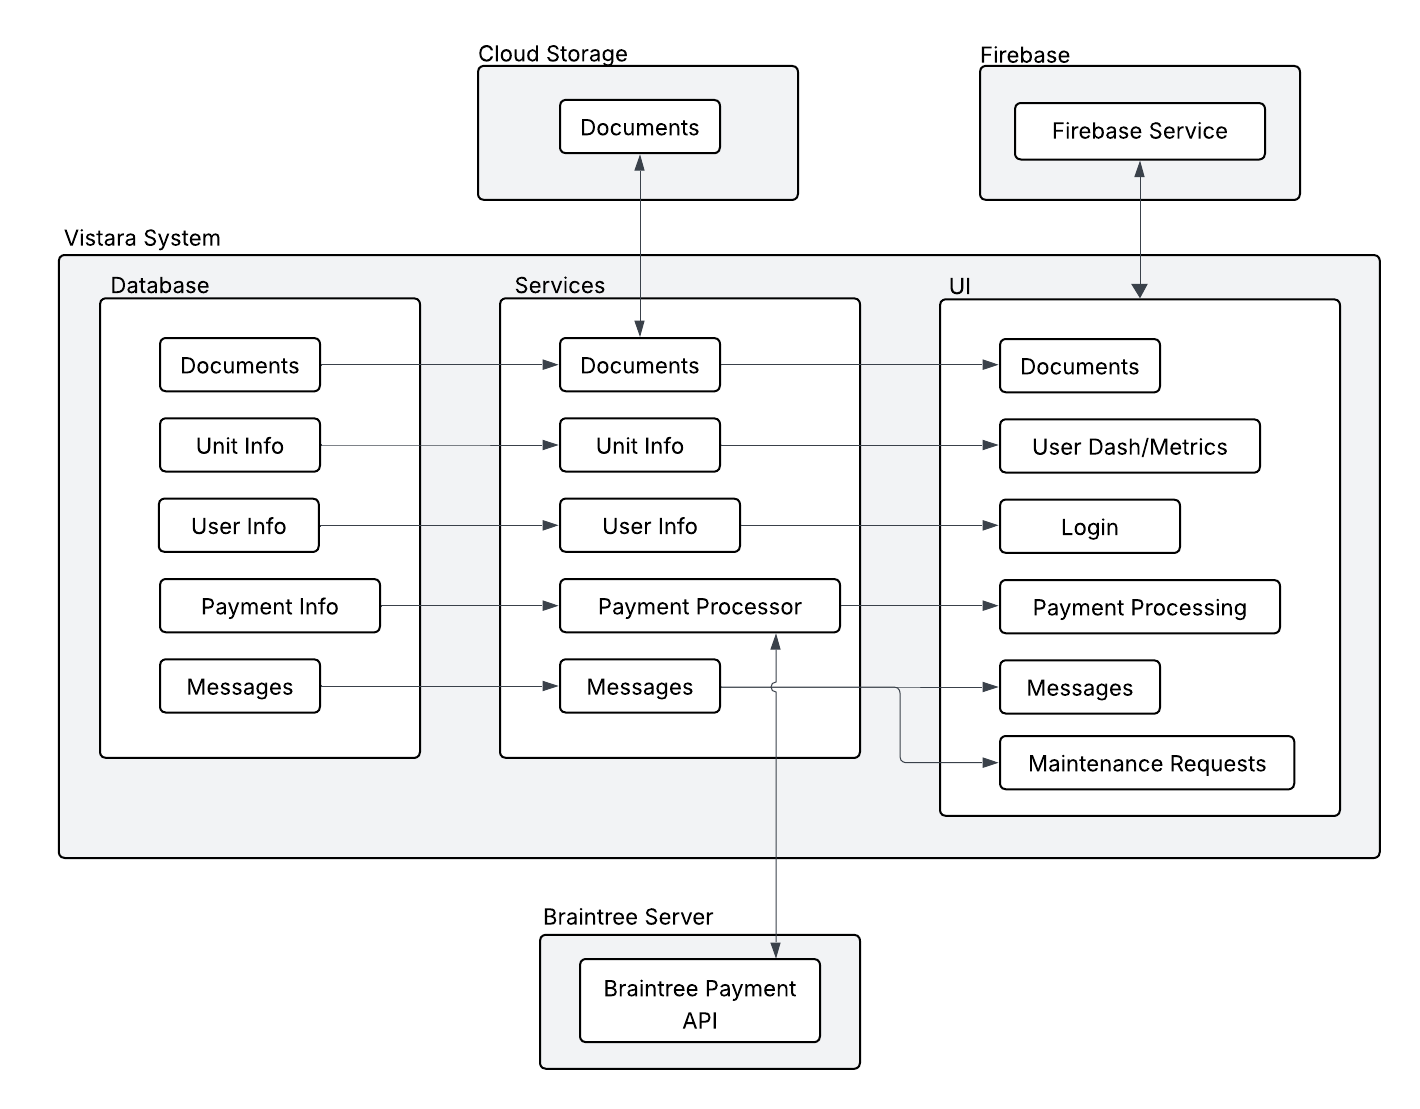 Cloud Storage
Documents
Firebase
Firebase Service
Vistara System
Database
Documents
Unit Info
User Info
Payment Info
Messages
Services
Documents
Unit Info
User Info
Payment Processor
Messages
UI
Documents
User Dash/Metrics
Login
Payment Processing
Messages
Maintenance Requests
Braintree Server
Braintree Payment
API